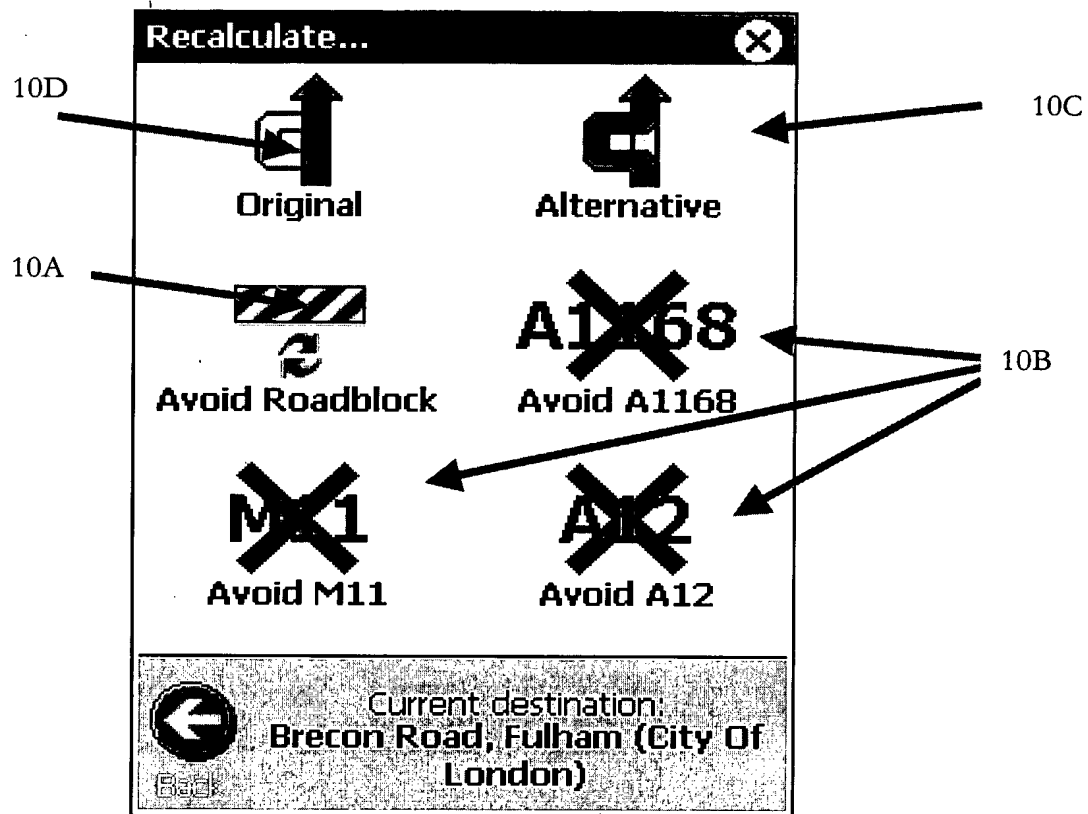 Recalculate...
10D
10C
Original
Alternative
10A
A1168
10B
Avoid Roadblock
Avoid A1168
M11
A12
Avoid M11
Avoid A12
Current destination:
Brecon Road, Fulham (City Of
London)
Back